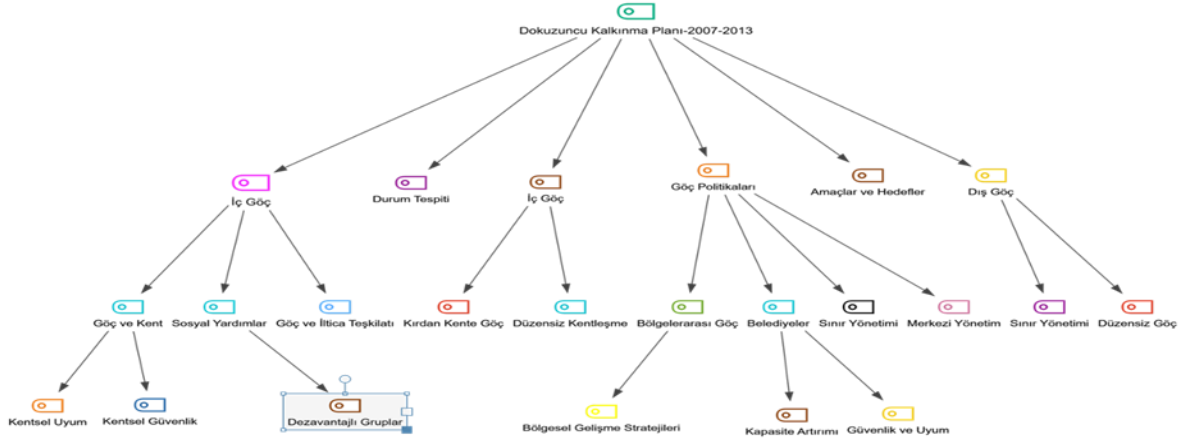 Dokuzuncu Kalkınma Planı-2007-2013
İç Göç
Durum Tespiti
İç Göç
Göç Politikaları
Amaçlar ve Hedefler
Dış Göç
Göç ve Kent
Sosyal Yardımlar
Göç ve İltica Teşkilatı
Kırdan Kente Göç
Düzensiz Kentleşme
Bölgelerarası Göç
Belediyeler
Sınır Yönetimi
Merkezi Yönetim
Sınır Yönetimi
Düzensiz Göç
Kentsel Uyum
Kentsel Güvenlik
Dezavantajlı Gruplar
Bölgesel Gelişme Stratejileri
Kapasite Artırımı
Güvenlik ve Uyum